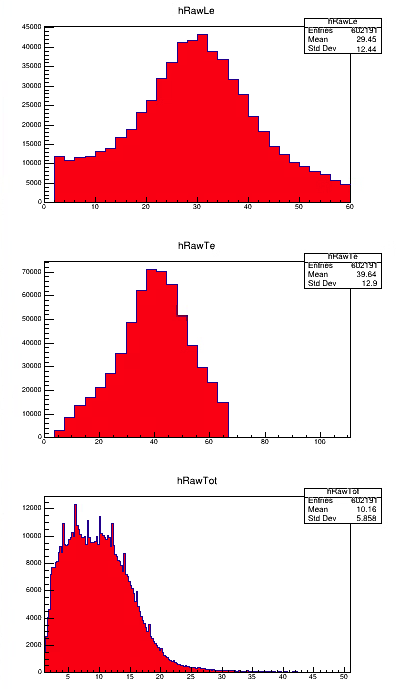 hRawLe
hRawLe
Entries 602191
Mean 29.45
Std Dev 12.44
45000
40000
35000
30000
25000
20000
15000
10000
5000
0
0 10 20 30 40 50 60
hRawTe
hRawTe
Entries 602191
Mean 39.64
Std Dev 12.9
70000
60000
50000
40000
30000
20000
10000
0
0 20 40 60 80 100
hRawTot
hRawTot
Entries 602191
Mean 10.16
Std Dev 5.858
12000
10000
8000
6000
4000
2000
0
5 10 15 20 25 30 35 40 45 50